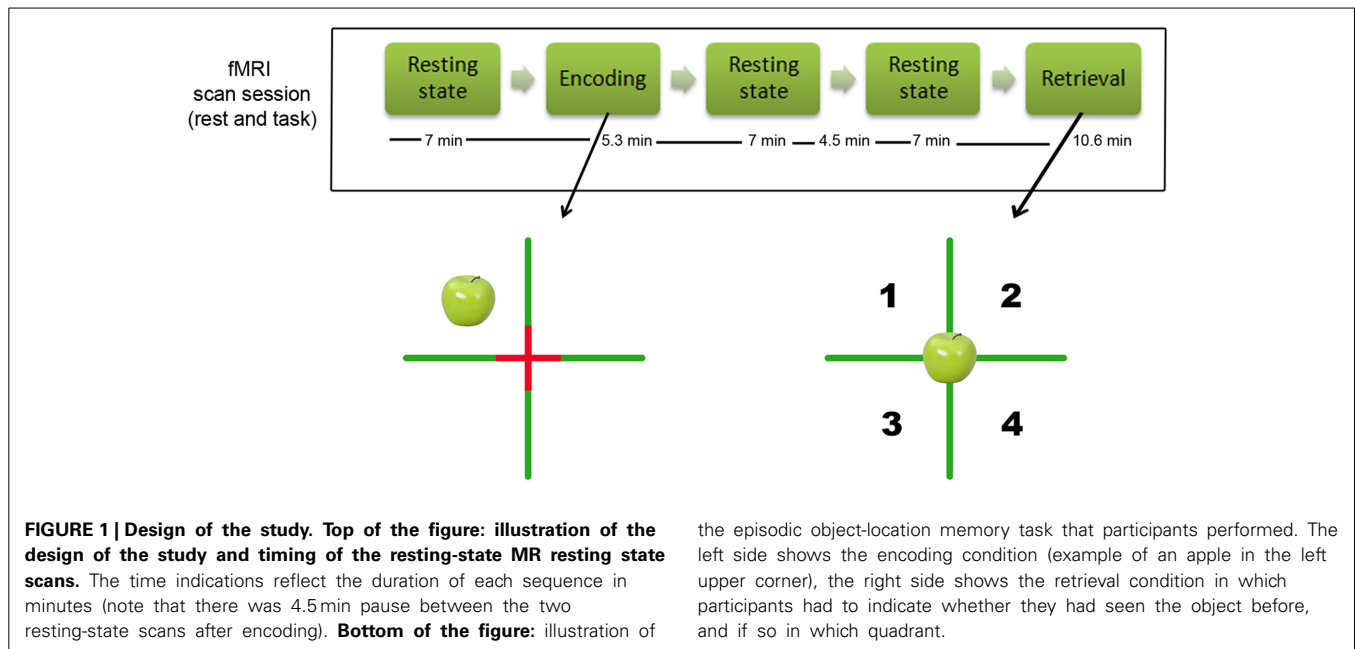 fMRI
scan session
(rest and task)
Resting
state
Encoding
Resting
state
Resting
state
Retrieval
7 min
5.3 min
7 min
4.5 min
7 min
10.6 min
1
2
3
4
FIGURE 1 | Design of the study. Top of the figure: illustration of the
design of the study and timing of the resting-state MR resting state
scans. The time indications reflect the duration of each sequence in
minutes (note that there was 4.5 min pause between the two
resting-state scans after encoding). Bottom of the figure: illustration of
the episodic object-location memory task that participants performed. The
left side shows the encoding condition (example of an apple in the left
upper corner), the right side shows the retrieval condition in which
participants had to indicate whether they had seen the object before,
and if so in which quadrant.